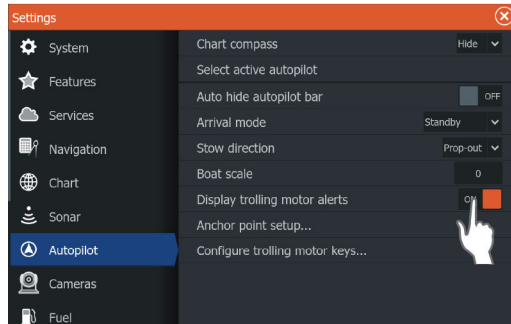 Settings
System
Features
Services
Navigation
Chart
Sonar
Autopilot
Cameras
Fuel
Chart compass Hide
Select active autopilot
Auto hide autopilot bar OFF
Arrival mode Standby
Stow direction Prop-out
Boat scale 0
Display trolling motor alerts ON
Anchor point setup...
Configure trolling motor keys...